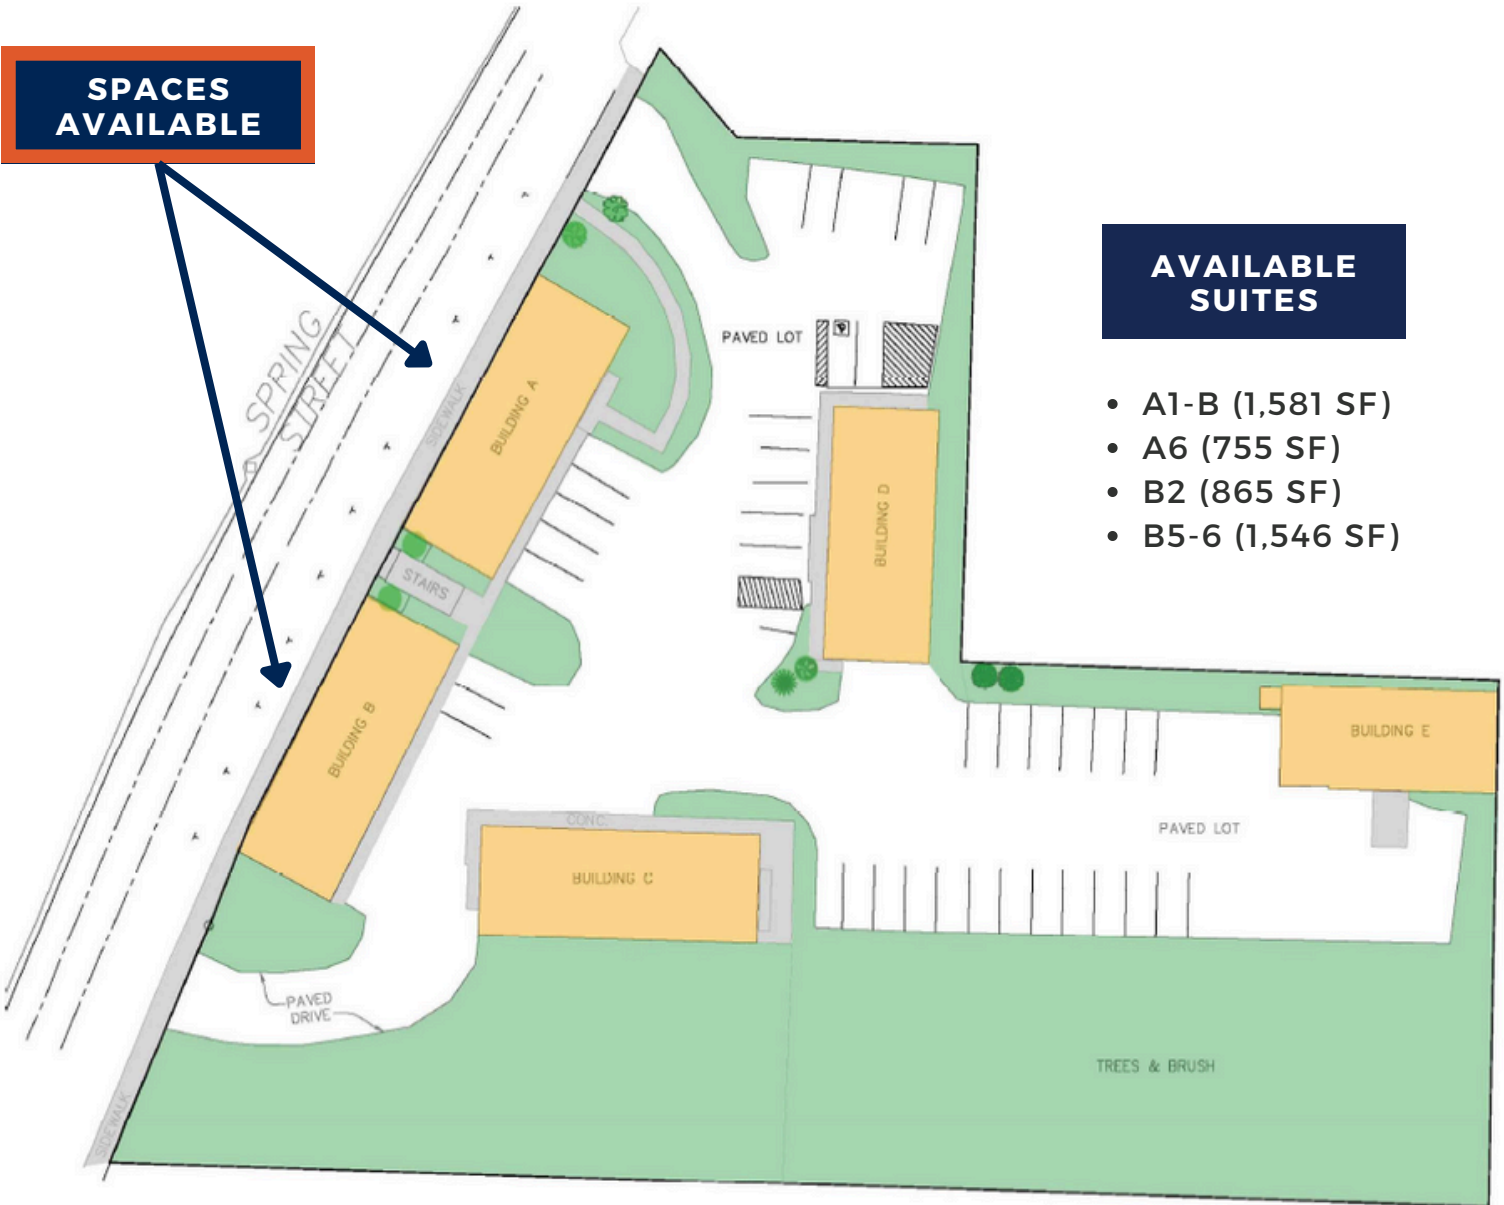 SPACES
AVAILABLE
SPRING
STREET
SIDEWALK
BUILDING A
STAIRS
BUILDING B
PAVED LOT
BUILDING D
AVAILABLE
SUITES
• A1-B (1,581 SF)
• A6 (755 SF)
• B2 (865 SF)
• B5-6 (1,546 SF)
BUILDING E
PAVED LOT
CONC.
BUILDING C
PAVED
DRIVE
TREES & BRUSH
SIDEWALK